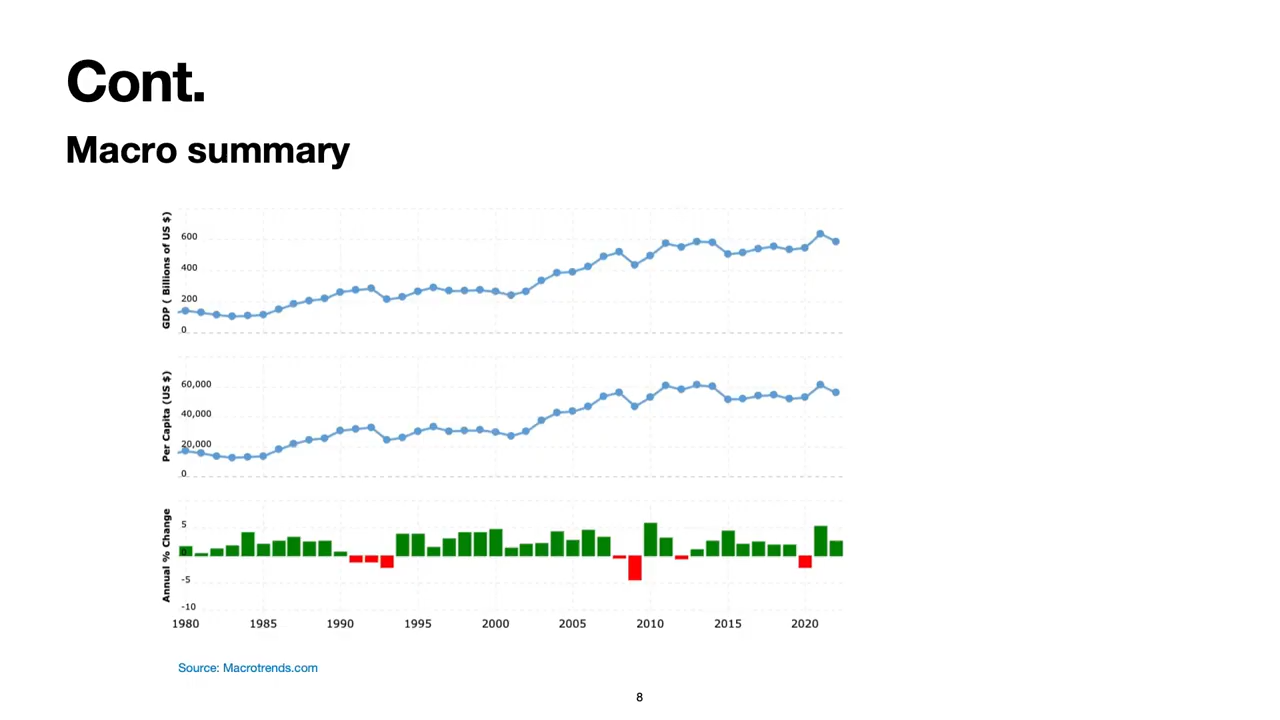 Cont.
Macro summary
GDP ( Billions of US $)
600
400
200
0
Per Capita (US $)
60,000
40,000
20,000
0
Annual % Change
5
0
-5
-10
1980 1985 1990 1995 2000 2005 2010 2015 2020
Source: Macrotrends.com
8